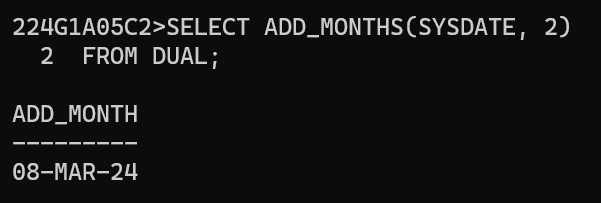 224G1A05C2>SELECT ADD_MONTHS(SYSDATE, 2)
  2  FROM DUAL;
ADD_MONTH
---------
08-MAR-24